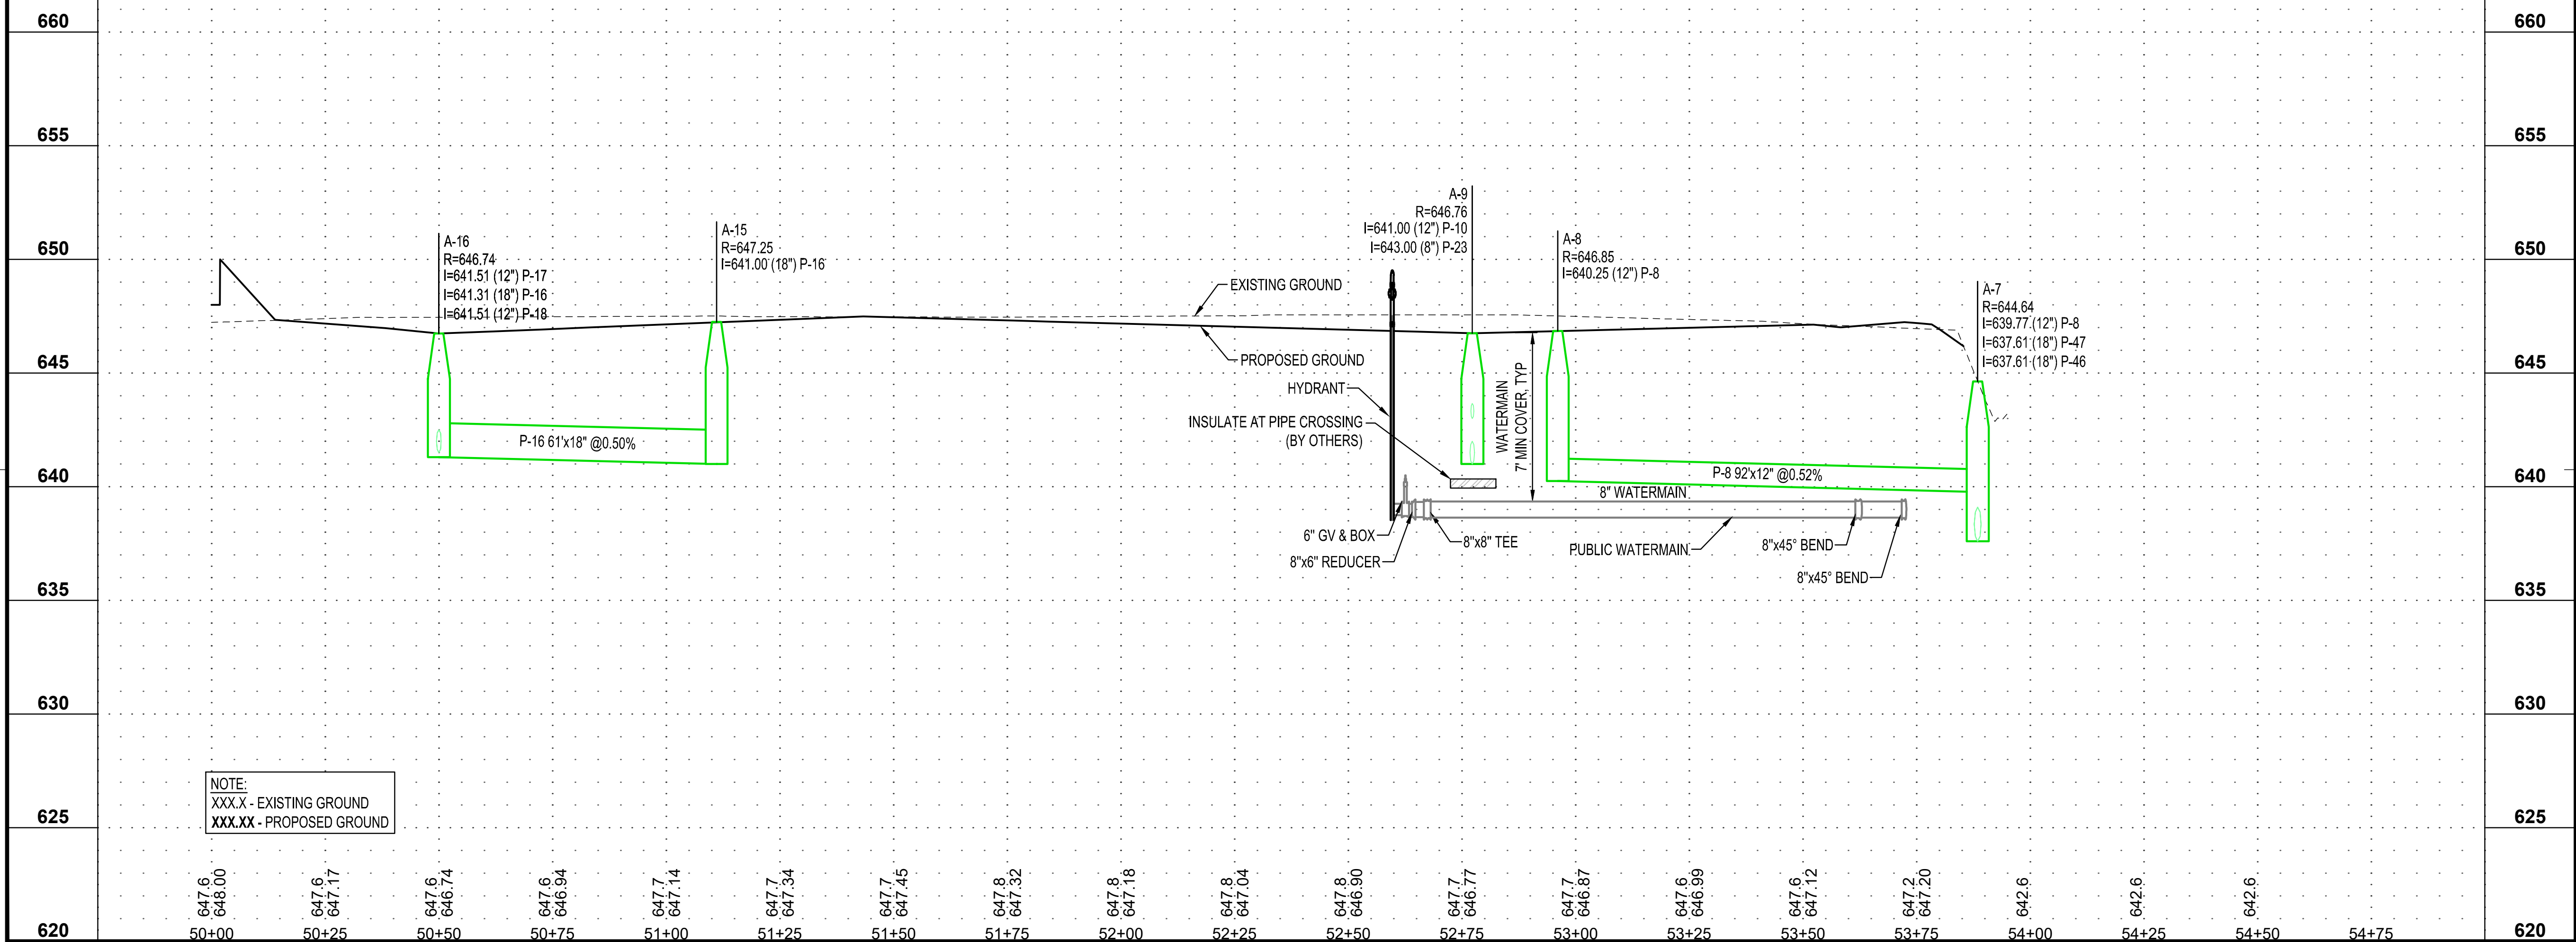 660
660
655
655
650
650
645
645
640
640
635
635
630
630
625
625
620
620
A-16
R=646.74
I=641.51 (12") P-17
I=641.31 (18") P-16
I=641.51 (12") P-18
A-15
R=647.25
I=641.00 (18") P-16
EXISTING GROUND
PROPOSED GROUND
HYDRANT
INSULATE AT PIPE CROSSING
(BY OTHERS)
A-9
R=646.76
I=641.00 (12") P-10
I=643.00 (8") P-23
A-8
R=646.85
I=640.25 (12") P-8
WATERMAIN
7' MIN COVER, TYP
A-7
R=644.64
I=639.77 (12") P-8
I=637.61 (18") P-47
I=637.61 (18") P-46
P-16 61'x18" @0.50%
P-8 92'x12" @0.52%
8" WATERMAIN
6" GV & BOX
8"x6" REDUCER
8"x8" TEE
PUBLIC WATERMAIN
8"x45° BEND
8"x45° BEND
NOTE:
XXX.X - EXISTING GROUND
XXX.XX - PROPOSED GROUND
647.6
648.00
647.6
647.17
647.6
646.74
647.6
646.94
647.7
647.14
647.7
647.34
647.7
647.45
647.8
647.32
647.8
647.18
647.8
647.04
647.8
646.90
647.7
646.77
647.7
646.87
647.6
646.99
647.6
647.12
647.2
647.20
642.6
642.6
642.6
50+00
50+25
50+50
50+75
51+00
51+25
51+50
51+75
52+00
52+25
52+50
52+75
53+00
53+25
53+50
53+75
54+00
54+25
54+50
54+75